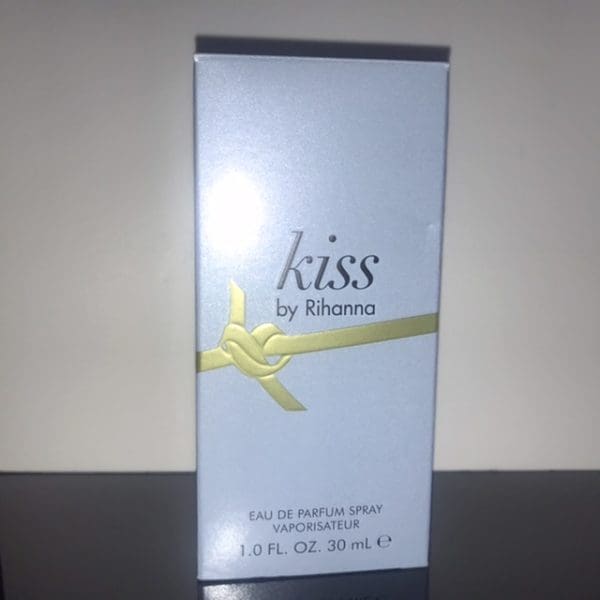 kiss
by Rihanna
EAU DE PARFUM SPRAY
VAPORISATEUR
1.0 FL. OZ. 30 mL ℮